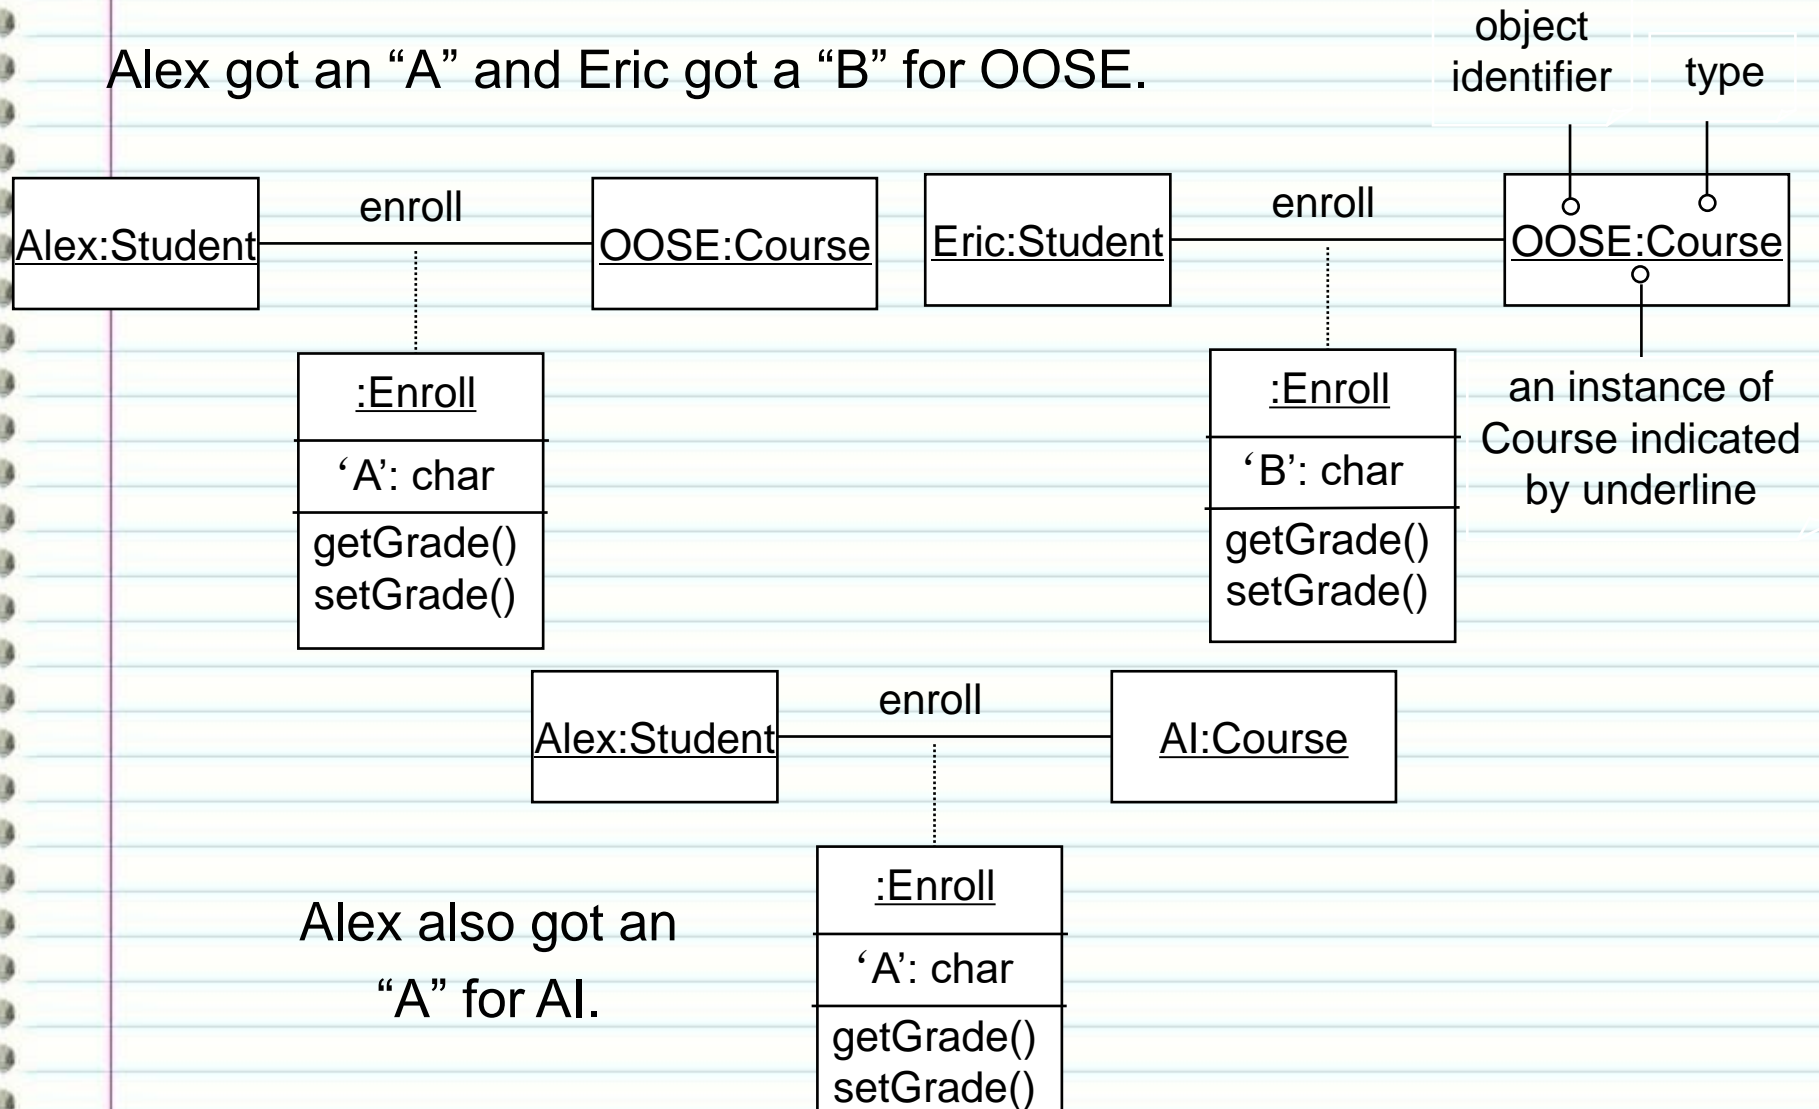 Alex got an “A” and Eric got a “B” for OOSE.
object
identifier
type
Alex:Student
enroll
OOSE:Course
Eric:Student
enroll
OOSE:Course
:Enroll
‘A’: char
getGrade()
setGrade()
:Enroll
‘B’: char
getGrade()
setGrade()
an instance of
Course indicated
by underline
Alex:Student
enroll
AI:Course
Alex also got an
“A” for AI.
:Enroll
‘A’: char
getGrade()
setGrade()